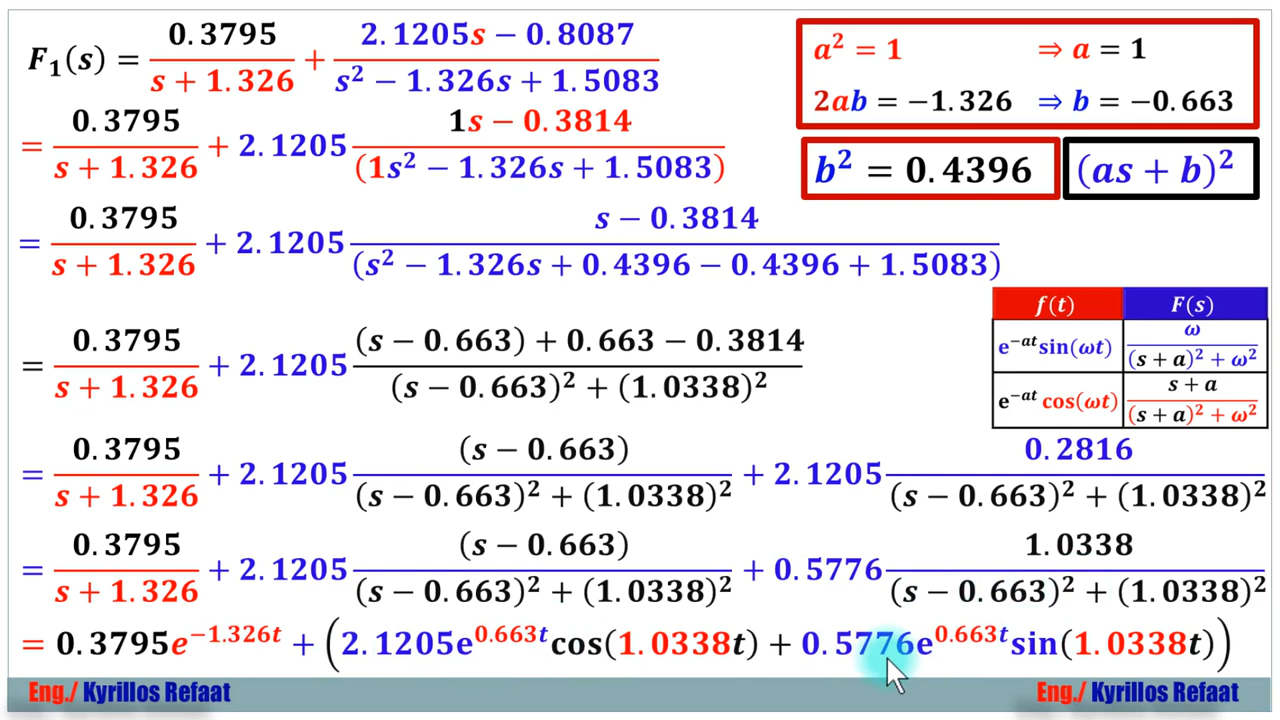 F₁(s) = 0.3795/(s + 1.326) + (2.1205s − 0.8087)/(s² − 1.326s + 1.5083)
a² = 1 ⇒ a = 1
2ab = −1.326 ⇒ b = −0.663
= 0.3795/(s + 1.326) + 2.1205 (1s − 0.3814)/(1s² − 1.326s + 1.5083)
b² = 0.4396
(as + b)²
= 0.3795/(s + 1.326) + 2.1205 (s − 0.3814)/(s² − 1.326s + 0.4396 − 0.4396 + 1.5083)
f(t) F(s)
e^(−at) sin(ωt) ω/((s + a)² + ω²)
e^(−at) cos(ωt) (s + a)/((s + a)² + ω²)
= 0.3795/(s + 1.326) + 2.1205 ((s − 0.663) + 0.663 − 0.3814)/((s − 0.663)² + (1.0338)²)
= 0.3795/(s + 1.326) + 2.1205 (s − 0.663)/((s − 0.663)² + (1.0338)²) + 2.1205 0.2816/((s − 0.663)² + (1.0338)²)
= 0.3795/(s + 1.326) + 2.1205 (s − 0.663)/((s − 0.663)² + (1.0338)²) + 0.5776 1.0338/((s − 0.663)² + (1.0338)²)
= 0.3795e^(−1.326t) + (2.1205e^(0.663t)cos(1.0338t) + 0.5776e^(0.663t)sin(1.0338t))
Eng./ Kyrillos Refaat
Eng./ Kyrillos Refaat